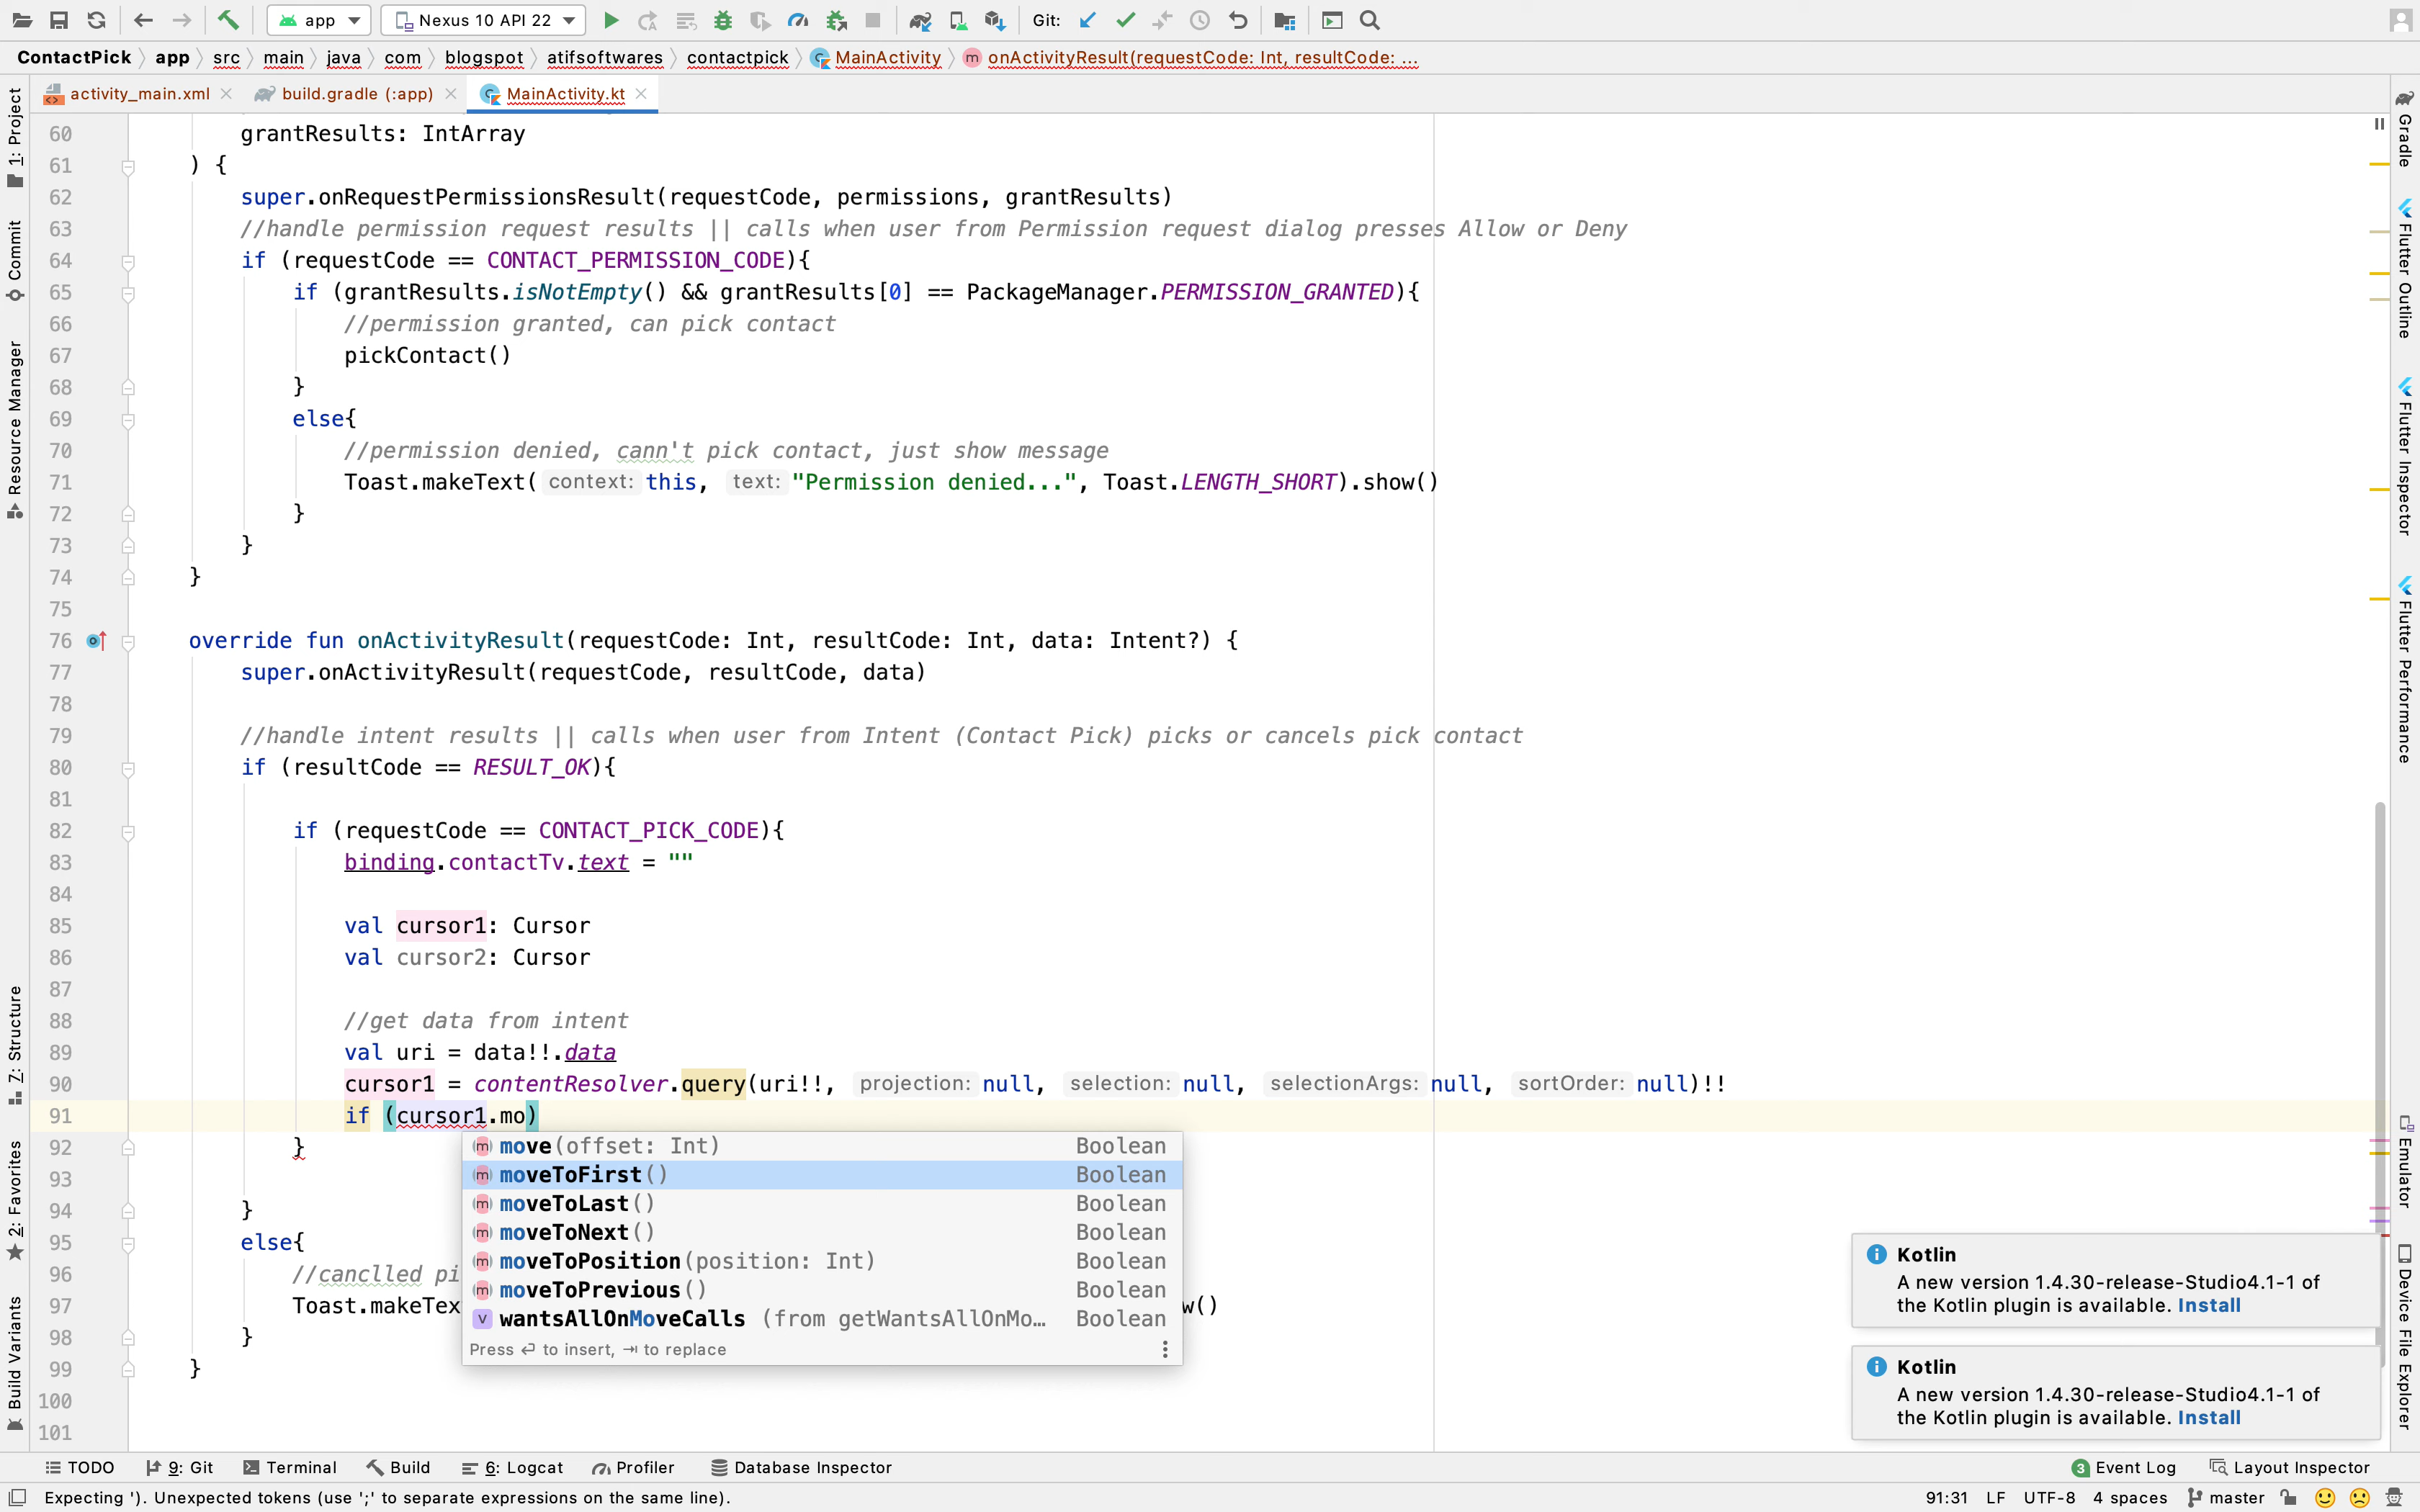 app
Nexus 10 API 22
Git:
ContactPick
app
src
main
java
com
blogspot
atifsoftwares
contactpick
MainActivity
onActivityResult(requestCode: Int, resultCode: ...
activity_main.xml
build.gradle (:app)
MainActivity.kt
1: Project
Commit
Resource Manager
7: Structure
2: Favorites
Build Variants
60 grantResults: IntArray
61 ) {
62 super.onRequestPermissionsResult(requestCode, permissions, grantResults)
63 //handle permission request results || calls when user from Permission request dialog presses Allow or Deny
64 if (requestCode == CONTACT_PERMISSION_CODE){
65 if (grantResults.isNotEmpty() && grantResults[0] == PackageManager.PERMISSION_GRANTED){
66 //permission granted, can pick contact
67 pickContact()
68 }
69 else{
70 //permission denied, cann't pick contact, just show message
71 Toast.makeText( context: this, text: "Permission denied...", Toast.LENGTH_SHORT).show()
72 }
73 }
74 }
75
76 override fun onActivityResult(requestCode: Int, resultCode: Int, data: Intent?) {
77 super.onActivityResult(requestCode, resultCode, data)
78
79 //handle intent results || calls when user from Intent (Contact Pick) picks or cancels pick contact
80 if (resultCode == RESULT_OK){
81
82 if (requestCode == CONTACT_PICK_CODE){
83 binding.contactTv.text = ""
84
85 val cursor1: Cursor
86 val cursor2: Cursor
87
88 //get data from intent
89 val uri = data!!.data
90 cursor1 = contentResolver.query(uri!!, projection: null, selection: null, selectionArgs: null, sortOrder: null)!!
91 if (cursor1.mo)
92 }
93
94 }
95 else{
96 //canclled pi
97 Toast.makeTex w()
98 }
99 }
100
101
move(offset: Int) Boolean
moveToFirst() Boolean
moveToLast() Boolean
moveToNext() Boolean
moveToPosition(position: Int) Boolean
moveToPrevious() Boolean
wantsAllOnMoveCalls (from getWantsAllOnMo... Boolean
Press ↵ to insert, ⇥ to replace
Gradle
Flutter Outline
Flutter Inspector
Flutter Performance
Emulator
Device File Explorer
Kotlin
A new version 1.4.30-release-Studio4.1-1 of
the Kotlin plugin is available. Install
Kotlin
A new version 1.4.30-release-Studio4.1-1 of
the Kotlin plugin is available. Install
TODO
9: Git
Terminal
Build
6: Logcat
Profiler
Database Inspector
3 Event Log
Layout Inspector
Expecting '). Unexpected tokens (use ';' to separate expressions on the same line).
91:31 LF UTF-8 4 spaces master